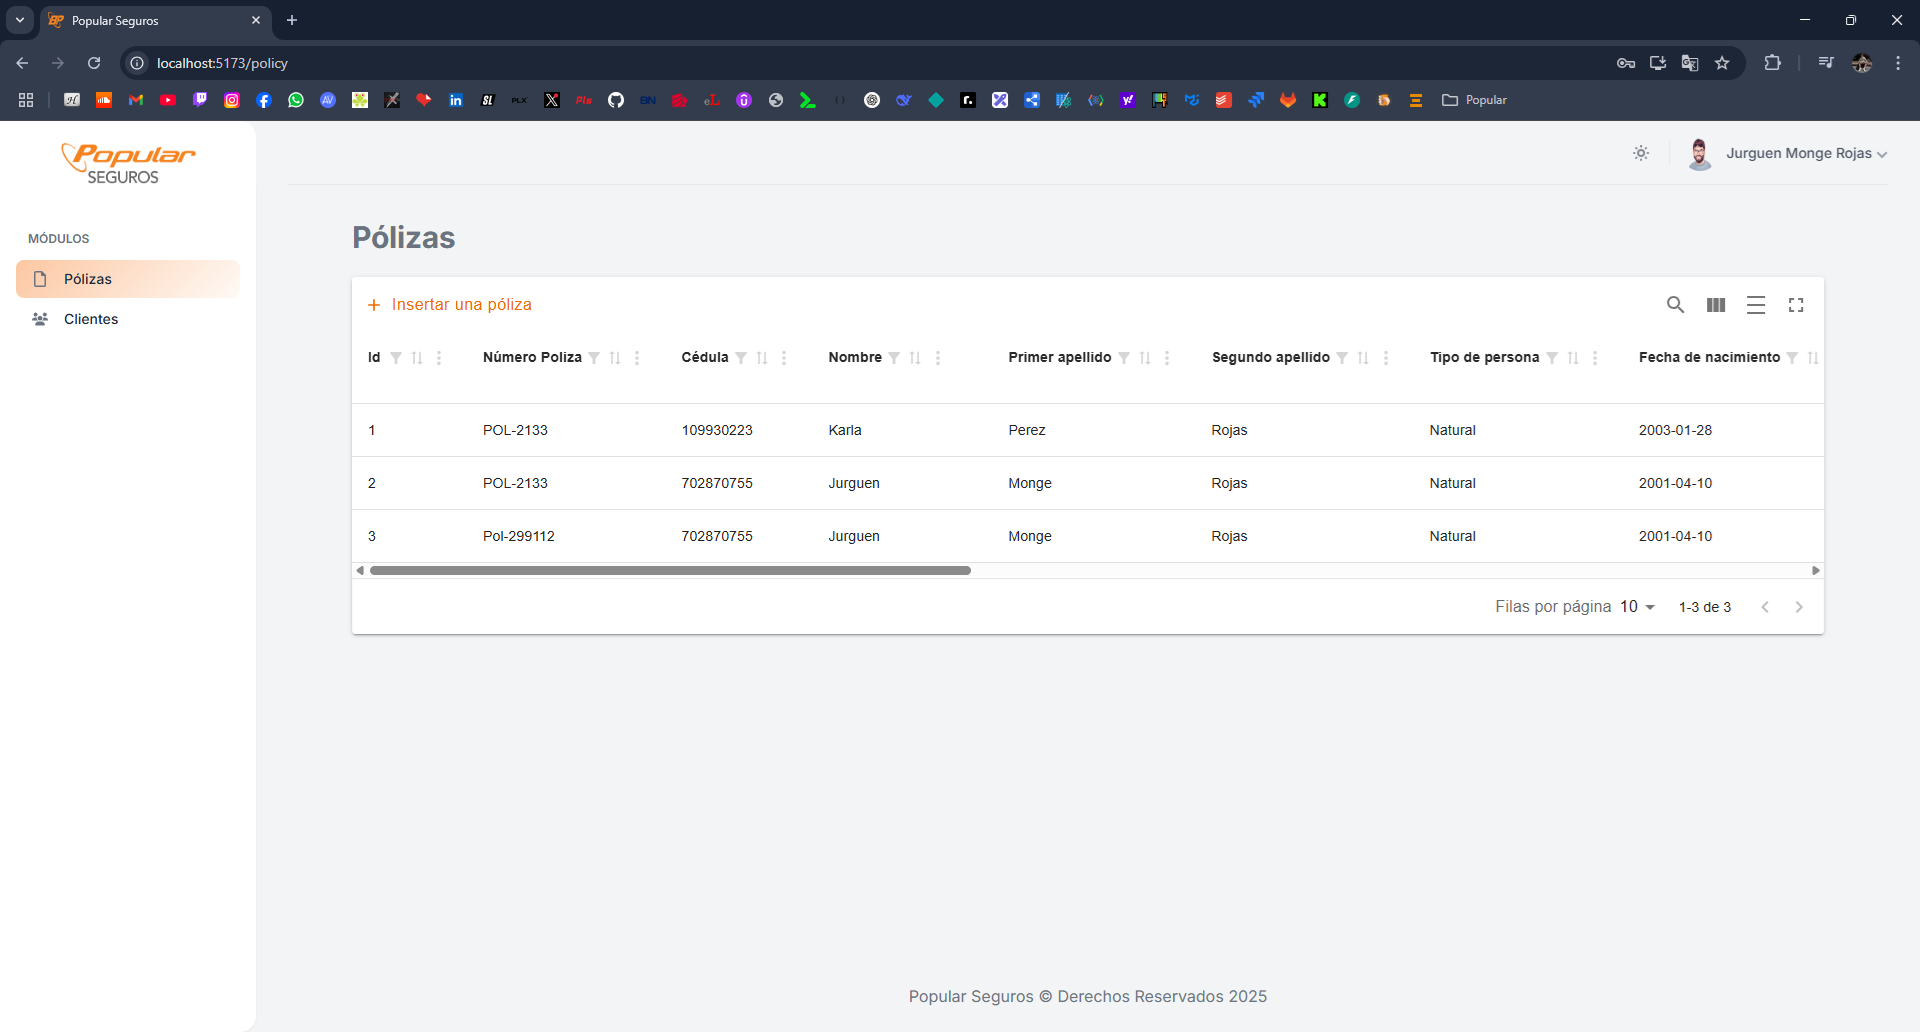 Popular Seguros
localhost:5173/policy
Popular
Popular
SEGUROS
Jurguen Monge Rojas
MÓDULOS
Pólizas
Clientes
Pólizas
Insertar una póliza
Id Número Poliza Cédula Nombre Primer apellido Segundo apellido Tipo de persona Fecha de nacimiento
1 POL-2133 109930223 Karla Perez Rojas Natural 2003-01-28
2 POL-2133 702870755 Jurguen Monge Rojas Natural 2001-04-10
3 Pol-299112 702870755 Jurguen Monge Rojas Natural 2001-04-10
Filas por página 10 1-3 de 3
Popular Seguros © Derechos Reservados 2025